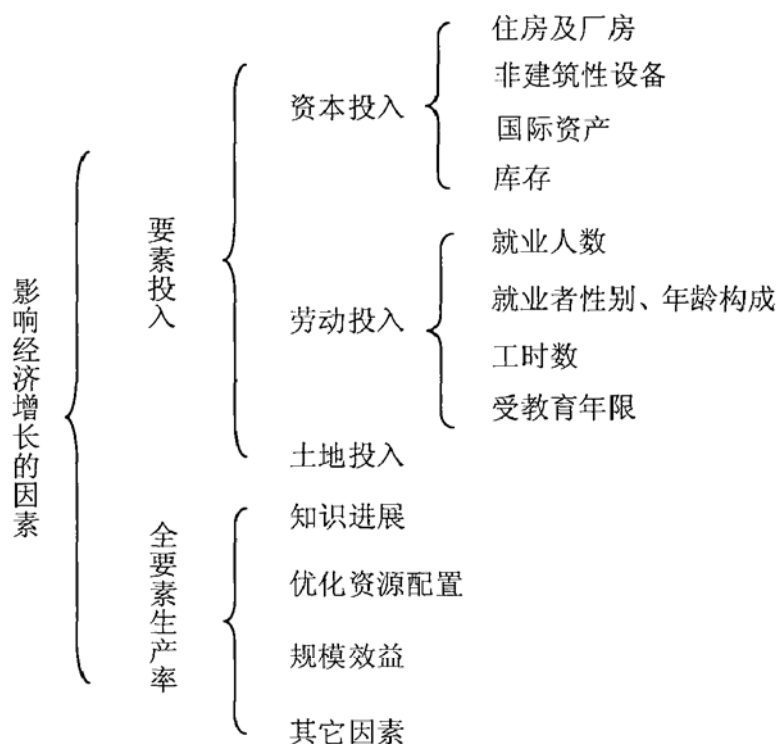 影响经济增长的因素
要素投入
资本投入
住房及厂房
非建筑性设备
国际资产
库存
劳动投入
就业人数
就业者性别、年龄构成
工时数
受教育年限
土地投入
全要素生产率
知识进展
优化资源配置
规模效益
其它因素